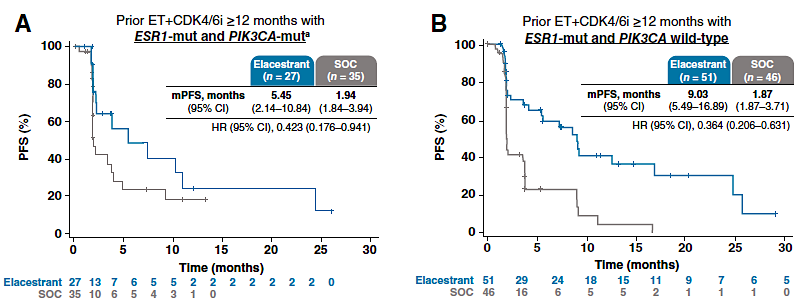 A
Prior ET+CDK4/6i ≥12 months with
ESR1-mut and PIK3CA-mutᵃ
Elacestrant
(n = 27)
SOC
(n = 35)
mPFS, months
(95% CI)
5.45
(2.14–10.84)
1.94
(1.84–3.94)
HR (95% CI), 0.423 (0.176–0.941)
PFS (%)
100
80
60
40
20
0
0 5 10 15 20 25 30
Time (months)
Elacestrant 27 13 7 6 5 5 2 2 2 2 2 2 2 0
SOC 35 10 6 5 4 3 1 0
B
Prior ET+CDK4/6i ≥12 months with
ESR1-mut and PIK3CA wild-type
Elacestrant
(n = 51)
SOC
(n = 46)
mPFS, months
(95% CI)
9.03
(5.49–16.89)
1.87
(1.87–3.71)
HR (95% CI), 0.364 (0.206–0.631)
PFS (%)
100
80
60
40
20
0
0 5 10 15 20 25 30
Time (months)
Elacestrant 51 29 24 18 15 11 9 7 6 5
SOC 46 16 6 5 5 2 1 1 1 0